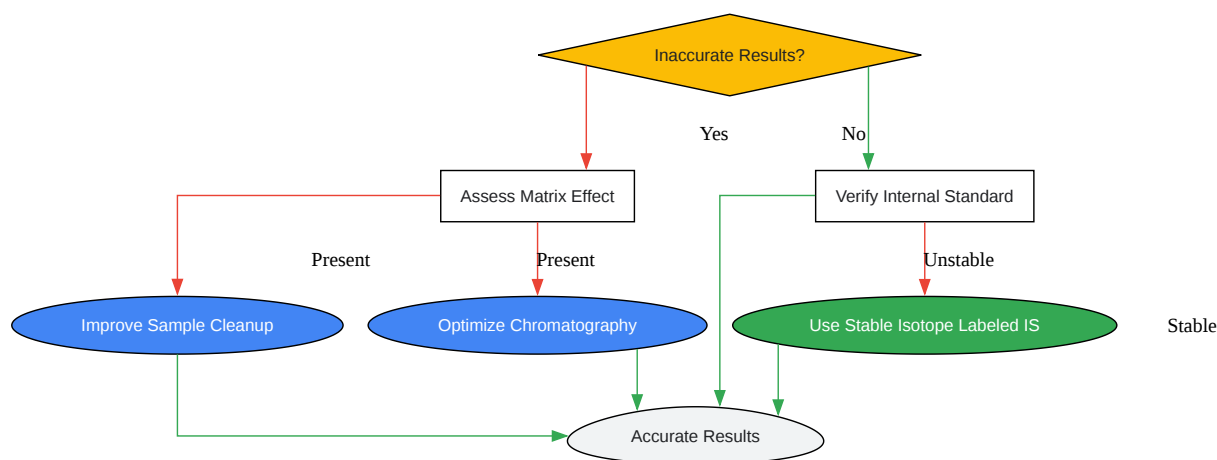 Inaccurate Results?
Yes
No
Assess Matrix Effect
Verify Internal Standard
Present
Present
Unstable
Improve Sample Cleanup
Optimize Chromatography
Use Stable Isotope Labeled IS
Stable
Accurate Results